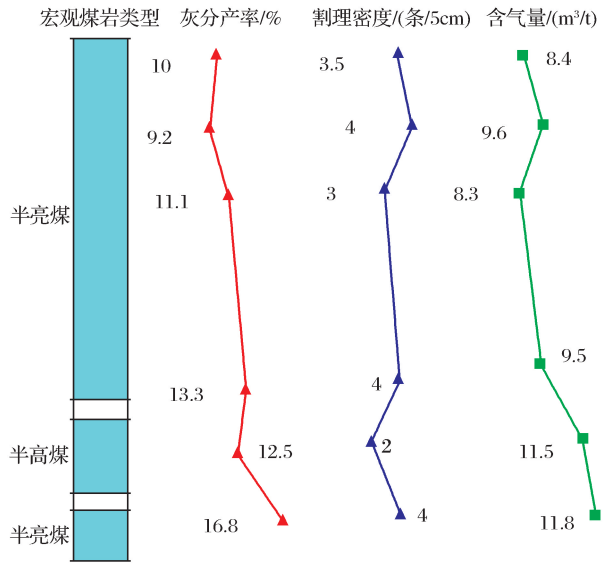 宏观煤岩类型 灰分产率/% 割理密度/(条/5cm) 含气量/(m³/t)
10 3.5 8.4
9.2 4 9.6
11.1 3 8.3
半亮煤
9.5
13.3 4
半高煤 12.5 2 11.5
半亮煤 16.8 4 11.8